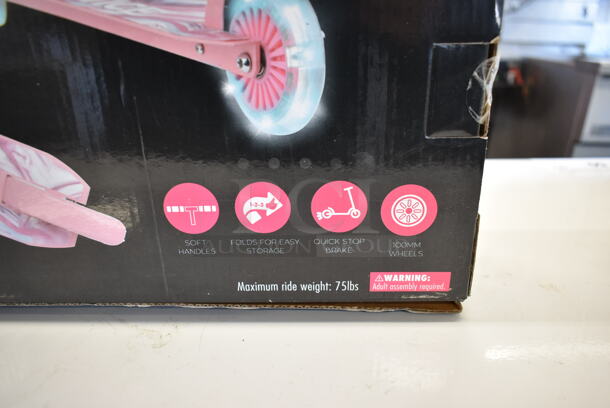 1-2-3
SOFT HANDLES
FOLDS FOR EASY STORAGE
QUICK STOP BRAKE
100MM WHEELS
Maximum ride weight: 75lbs
WARNING:
Adult assembly required.